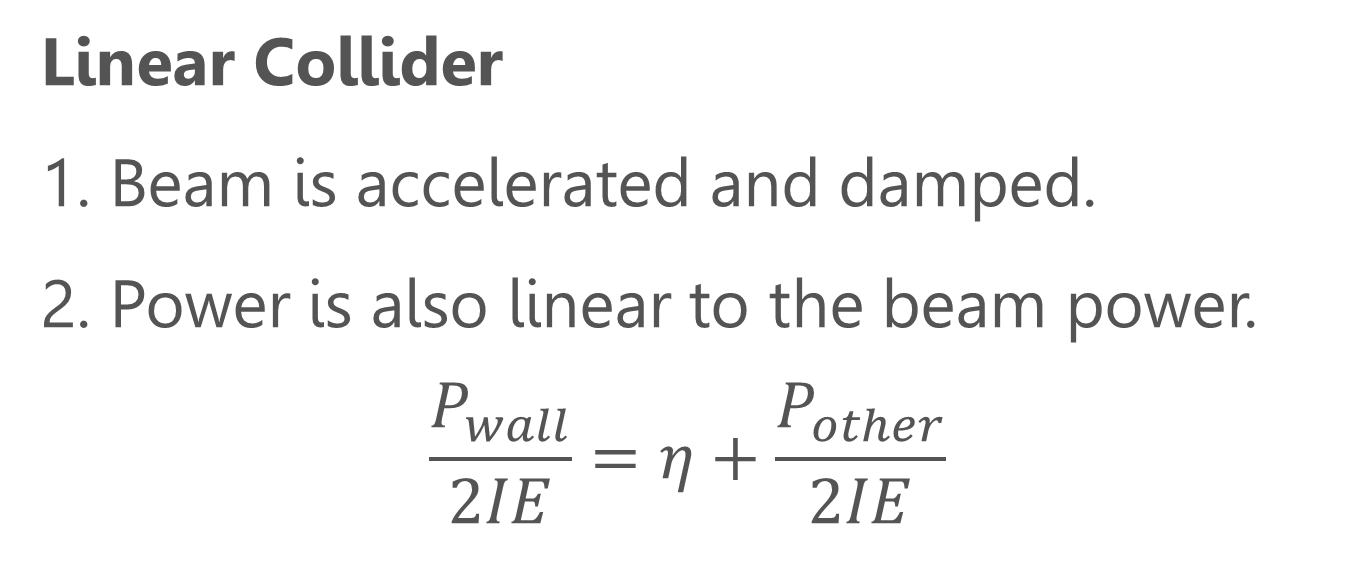 Linear Collider
1. Beam is accelerated and damped.
2. Power is also linear to the beam power.
P_wall / 2IE = η + P_other / 2IE